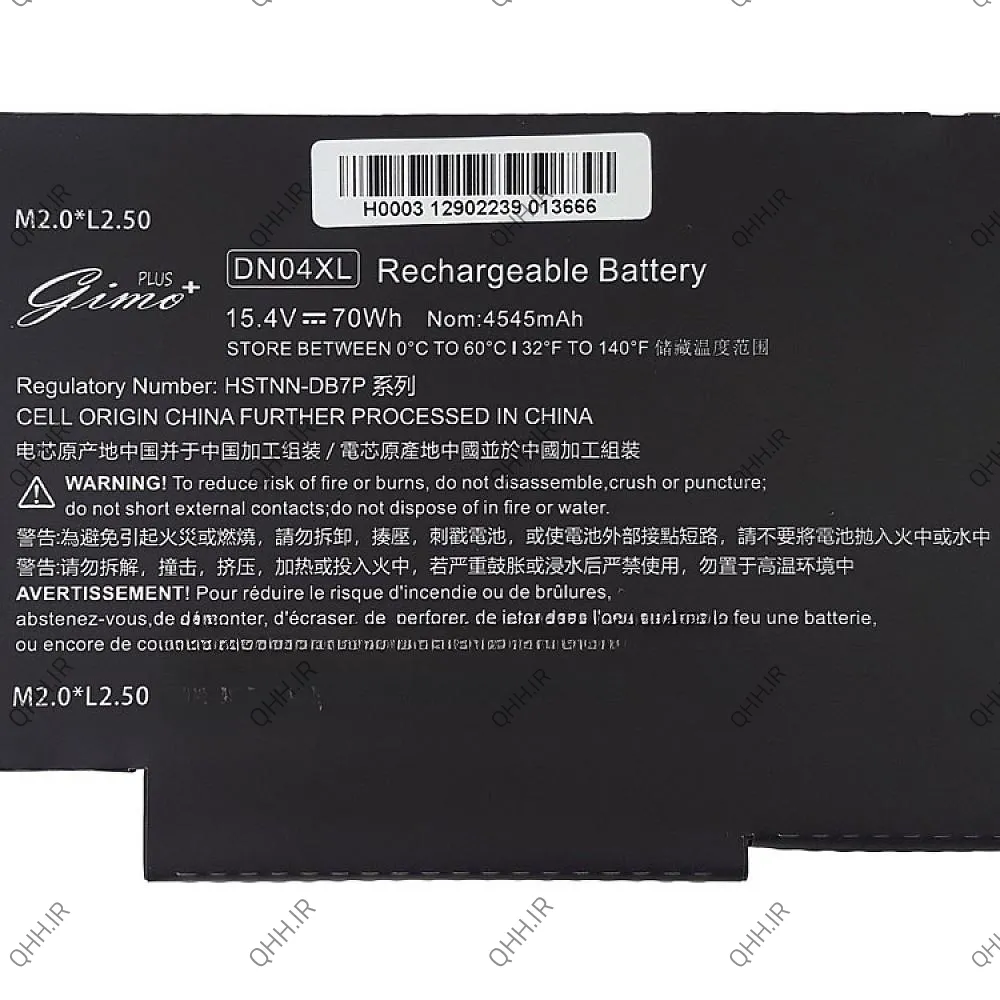 H0003 12902239 013666
M2.0*L2.50
Gimo PLUS +
DN04XL Rechargeable Battery
15.4V⎓70Wh Nom:4545mAh
STORE BETWEEN 0°C TO 60°C I 32°F TO 140°F 储藏温度范围
Regulatory Number: HSTNN-DB7P 系列
CELL ORIGIN CHINA FURTHER PROCESSED IN CHINA
电芯原产地中国并于中国加工组装 / 電芯原產地中國並於中國加工組裝
WARNING! To reduce risk of fire or burns, do not disassemble,crush or puncture;
do not short external contacts;do not dispose of in fire or water.
警告:為避免引起火災或燃燒，請勿拆卸，揍壓，刺戳電池，或使電池外部接點短路，請不要將電池拋入火中或水中
警告:请勿拆解，撞击，挤压，加热或投入火中，若严重鼓胀或浸水后严禁使用，勿置于高温环境中
AVERTISSEMENT! Pour réduire le risque d'incendie ou de brûlures,
abstenez-vous,de démonter, d'écraser. de perforer. de jeter dans l'eau le feu une batterie,
ou encore de
M2.0*L2.50
QHH.IR